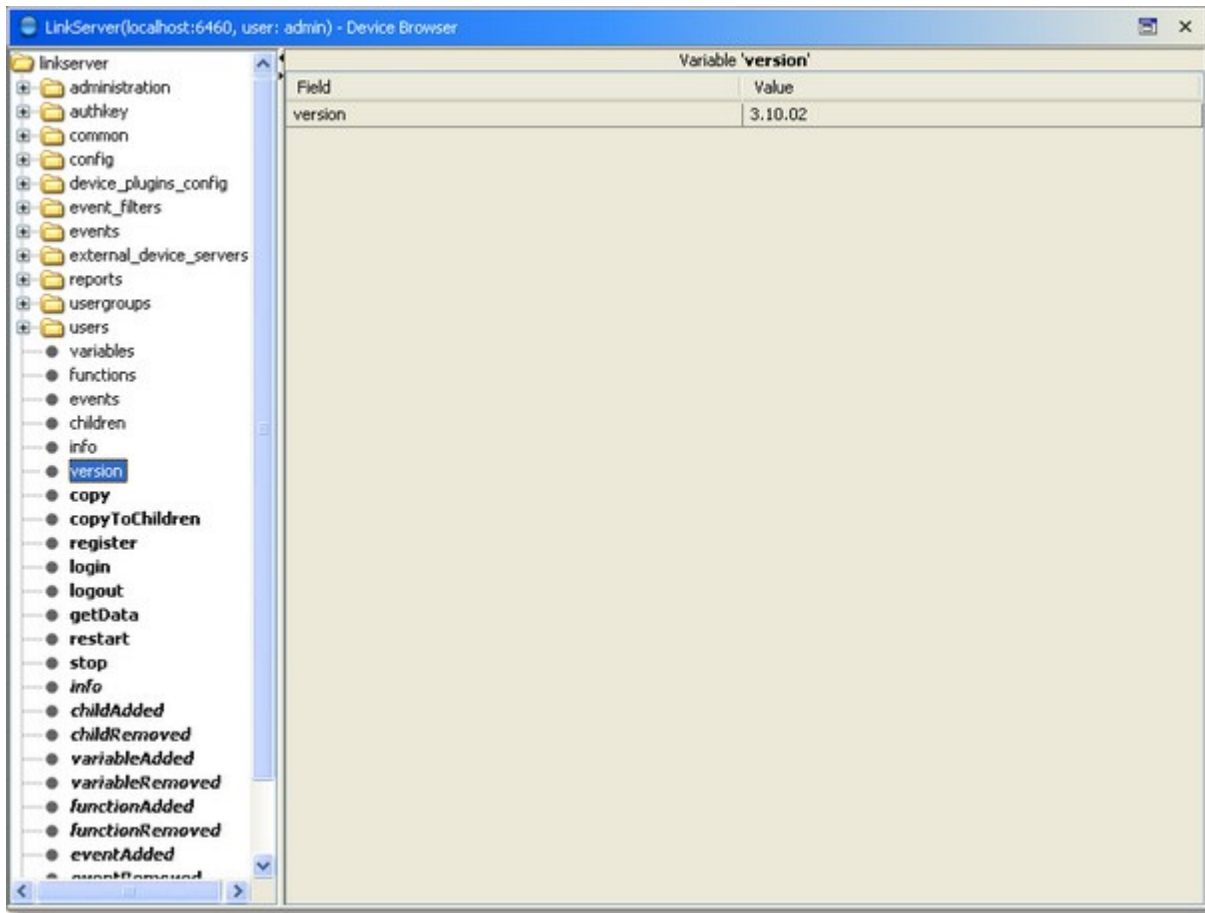 LinkServer(localhost:6460, user: admin) - Device Browser
linkserver
administration
authkey
common
config
device_plugins_config
event_filters
events
external_device_servers
reports
usergroups
users
variables
functions
events
children
info
version
copy
copyToChildren
register
login
logout
getData
restart
stop
info
childAdded
childRemoved
variableAdded
variableRemoved
functionAdded
functionRemoved
eventAdded
Variable 'version'
Field Value
version 3.10.02